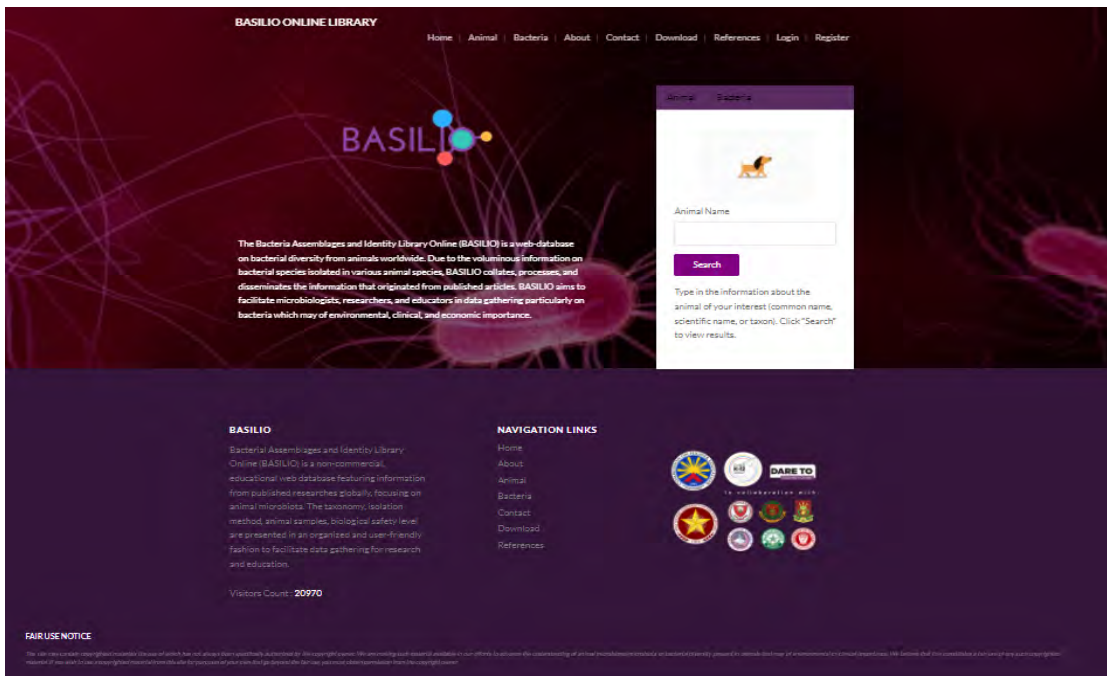 BASILIO ONLINE LIBRARY
Home | Animal | Bacteria | About | Contact | Download | References | Login | Register
BASILIO
The Bacteria Assemblages and Identity Library Online (BASILIO) is a web-database
on bacterial diversity from animals worldwide. Due to the voluminous information on
bacterial species isolated in various animal species, BASILIO collates, processes, and
disseminates the information that originated from published articles. BASILIO aims to
facilitate microbiologists, researchers, and educators in data gathering particularly on
bacteria which may of environmental, clinical, and economic importance.
Animal Bacteria
Animal Name
Search
Type in the information about the
animal of your interest (common name,
scientific name, or taxon). Click "Search"
to view results.
BASILIO
Bacterial Assemblages and Identity Library
Online (BASILIO) is a non-commercial,
educational web database featuring information
from published researches globally, focusing on
animal microbiota. The taxonomy, isolation
method, animal samples, biological safety level
are presented in an organized and user-friendly
fashion to facilitate data gathering for research
and education.
Visitors Count : 20970
NAVIGATION LINKS
Home
About
Animal
Bacteria
Contact
Download
References
DARE TO
in collaboration with:
FAIR USE NOTICE